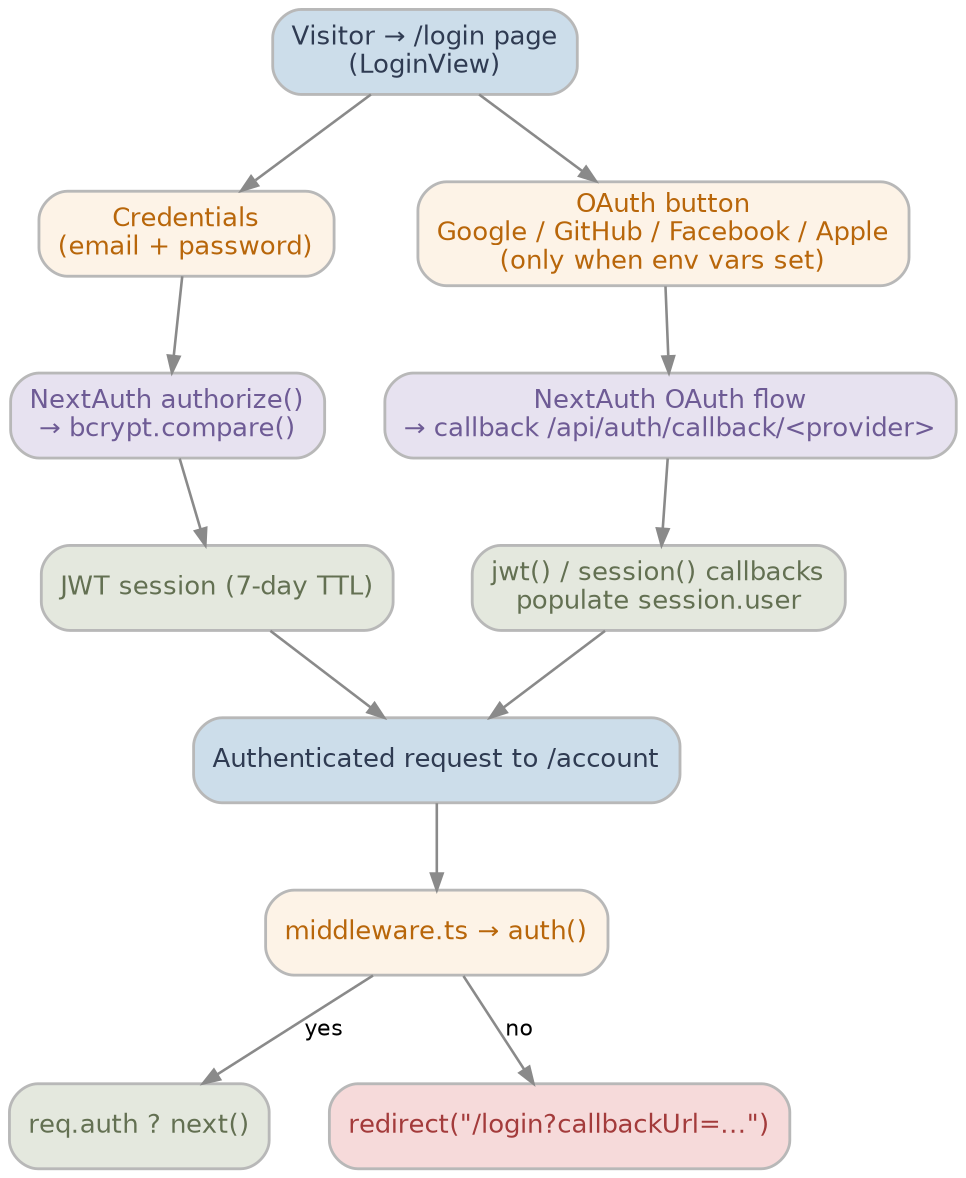 Visitor → /login page
(LoginView)
Credentials
(email + password)
OAuth button
Google / GitHub / Facebook / Apple
(only when env vars set)
NextAuth authorize()
→ bcrypt.compare()
NextAuth OAuth flow
→ callback /api/auth/callback/<provider>
JWT session (7-day TTL)
jwt() / session() callbacks
populate session.user
Authenticated request to /account
middleware.ts → auth()
yes
no
req.auth ? next()
redirect("/login?callbackUrl=…")